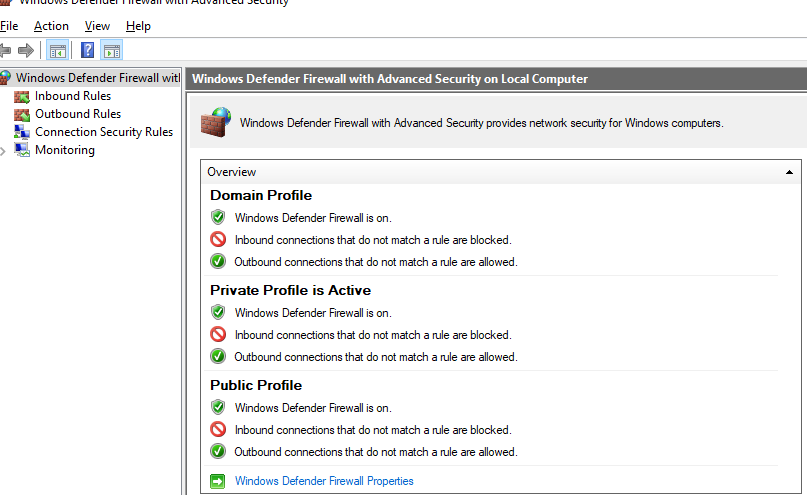 Windows Defender Firewall with Advanced Security
File Action View Help
Windows Defender Firewall wit
Inbound Rules
Outbound Rules
Connection Security Rules
Monitoring
Windows Defender Firewall with Advanced Security on Local Computer
Windows Defender Firewall with Advanced Security provides network security for Windows computers.
Overview
Domain Profile
Windows Defender Firewall is on.
Inbound connections that do not match a rule are blocked.
Outbound connections that do not match a rule are allowed.
Private Profile is Active
Windows Defender Firewall is on.
Inbound connections that do not match a rule are blocked.
Outbound connections that do not match a rule are allowed.
Public Profile
Windows Defender Firewall is on.
Inbound connections that do not match a rule are blocked.
Outbound connections that do not match a rule are allowed.
Windows Defender Firewall Properties